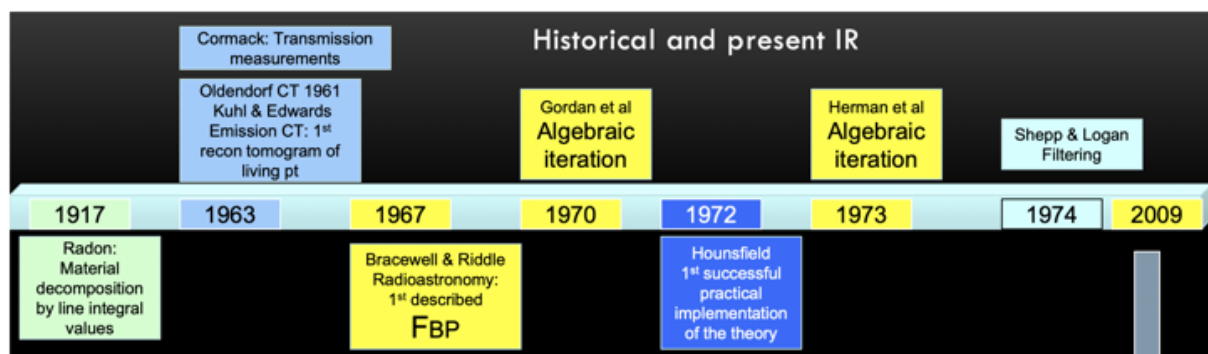 Historical and present IR
Cormack: Transmission
measurements
Oldendorf CT 1961
Kuhl & Edwards
Emission CT: 1st
recon tomogram of
living pt
Gordan et al
Algebraic
iteration
Herman et al
Algebraic
iteration
Shepp & Logan
Filtering
1917
1963
1967
1970
1972
1973
1974
2009
Radon:
Material
decomposition
by line integral
values
Bracewell & Riddle
Radioastronomy:
1st described
FBP
Hounsfield
1st successful
practical
implementation
of the theory